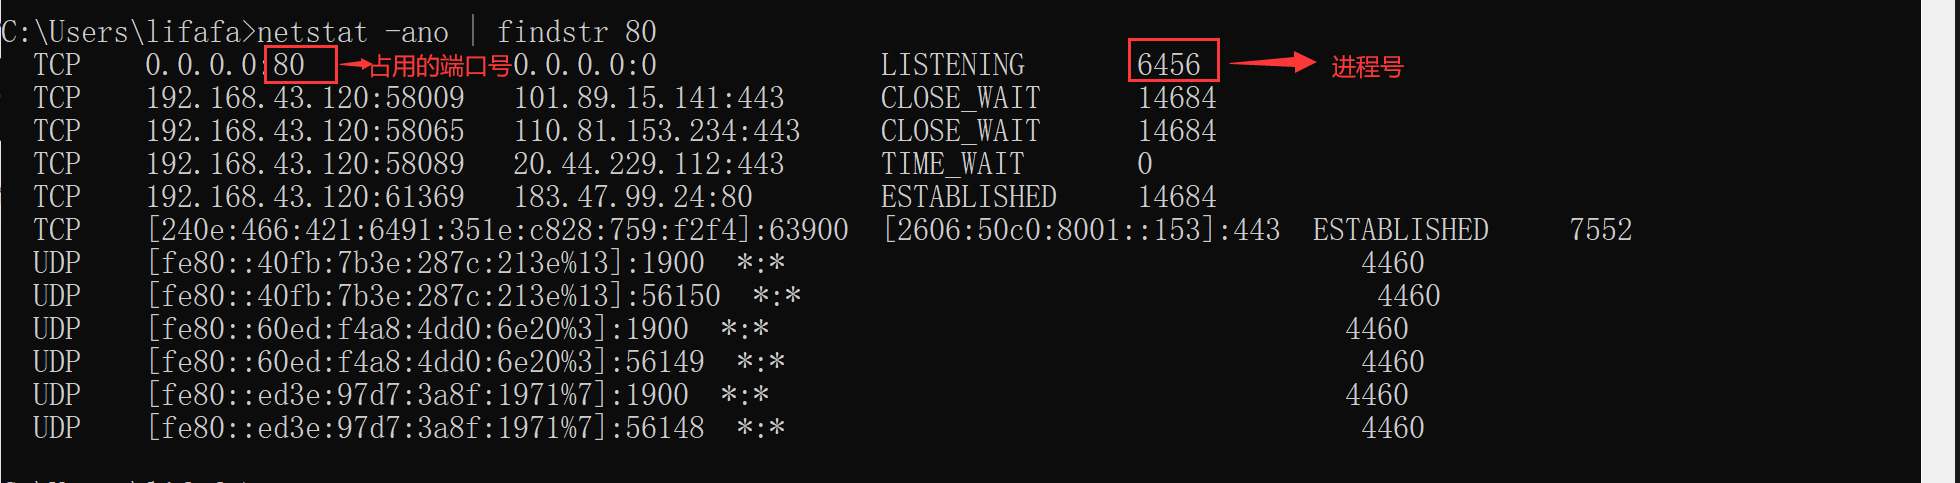 C:\Users\lifafa>netstat -ano | findstr 80
TCP 0.0.0.0:80 占用的端口号 0.0.0.0:0 LISTENING 6456 进程号
TCP 192.168.43.120:58009 101.89.15.141:443 CLOSE_WAIT 14684
TCP 192.168.43.120:58065 110.81.153.234:443 CLOSE_WAIT 14684
TCP 192.168.43.120:58089 20.44.229.112:443 TIME_WAIT 0
TCP 192.168.43.120:61369 183.47.99.24:80 ESTABLISHED 14684
TCP [240e:466:421:6491:351e:c828:759:f2f4]:63900 [2606:50c0:8001::153]:443 ESTABLISHED 7552
UDP [fe80::40fb:7b3e:287c:213e%13]:1900 *:* 4460
UDP [fe80::40fb:7b3e:287c:213e%13]:56150 *:* 4460
UDP [fe80::60ed:f4a8:4dd0:6e20%3]:1900 *:* 4460
UDP [fe80::60ed:f4a8:4dd0:6e20%3]:56149 *:* 4460
UDP [fe80::ed3e:97d7:3a8f:1971%7]:1900 *:* 4460
UDP [fe80::ed3e:97d7:3a8f:1971%7]:56148 *:* 4460